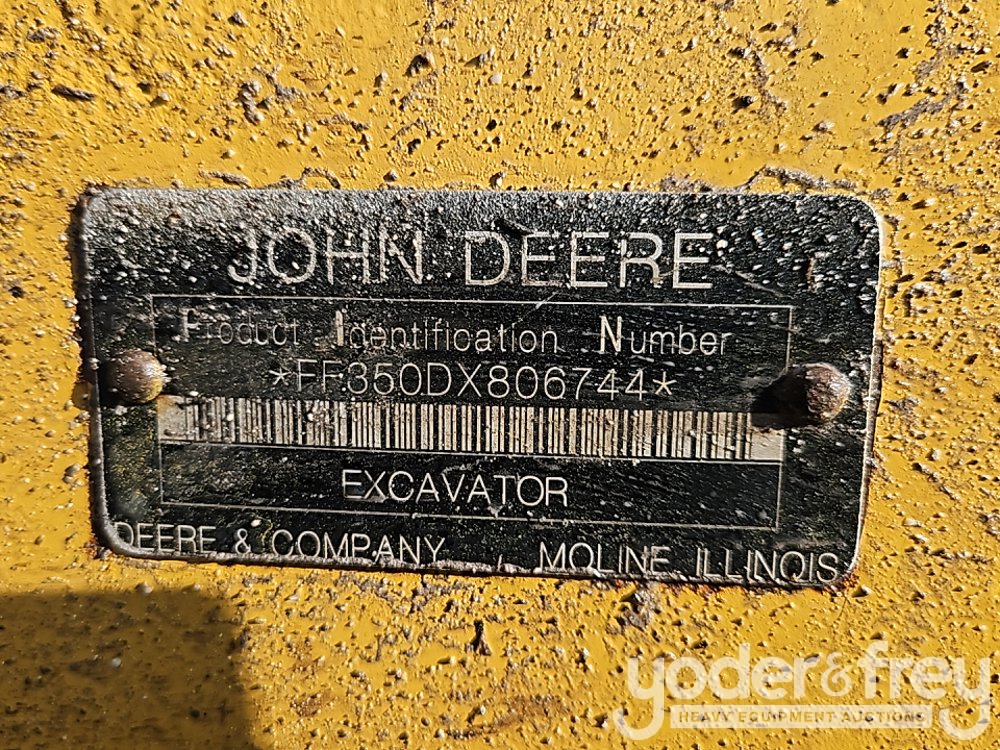 JOHN DEERE
Product Identification Number
*FF350DX806744*
EXCAVATOR
DEERE & COMPANY MOLINE ILLINOIS
yoder&frey
HEAVY EQUIPMENT AUCTIONS